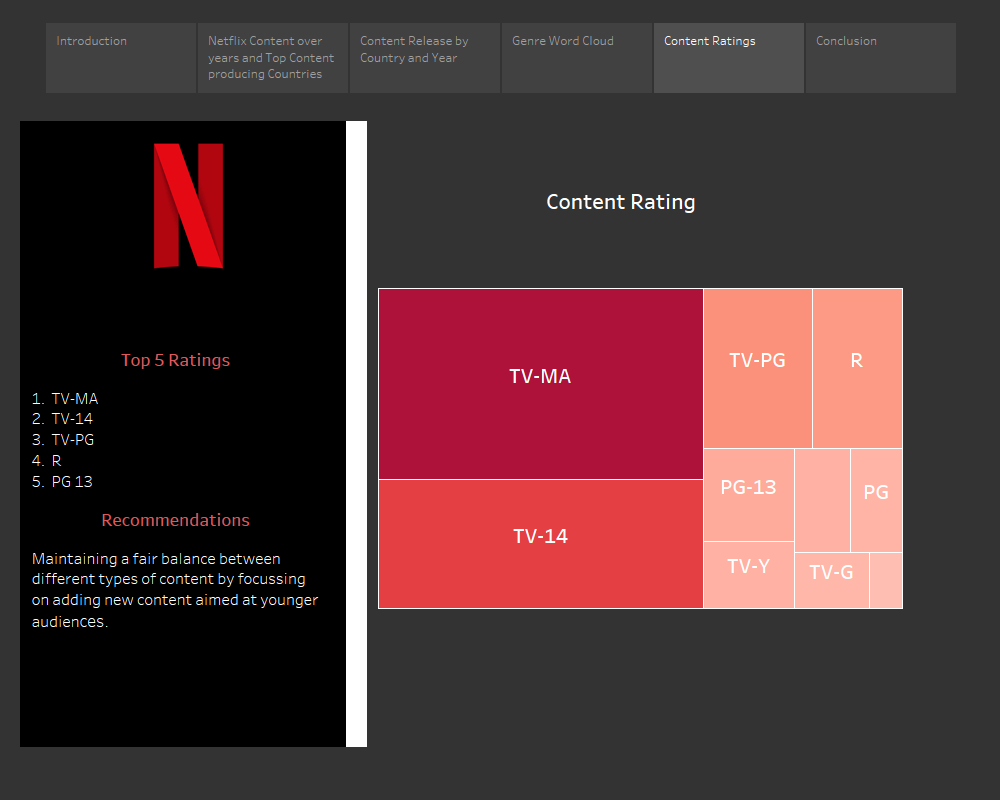 Introduction
Netflix Content over
years and Top Content
producing Countries
Content Release by
Country and Year
Genre Word Cloud
Content Ratings
Conclusion
Top 5 Ratings
1. TV-MA
2. TV-14
3. TV-PG
4. R
5. PG 13
Recommendations
Maintaining a fair balance between
different types of content by focussing
on adding new content aimed at younger
audiences.
Content Rating
TV-MA
TV-14
TV-PG
R
PG-13
PG
TV-Y
TV-G